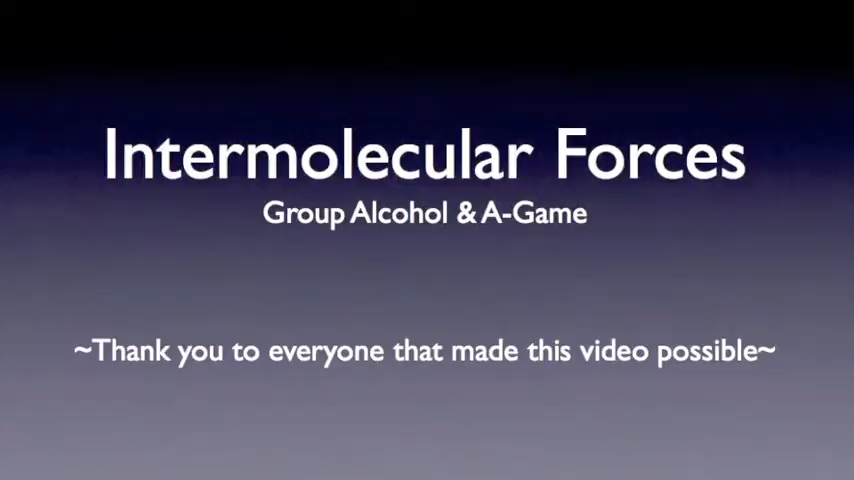 Intermolecular Forces
Group Alcohol & A-Game
~Thank you to everyone that made this video possible~